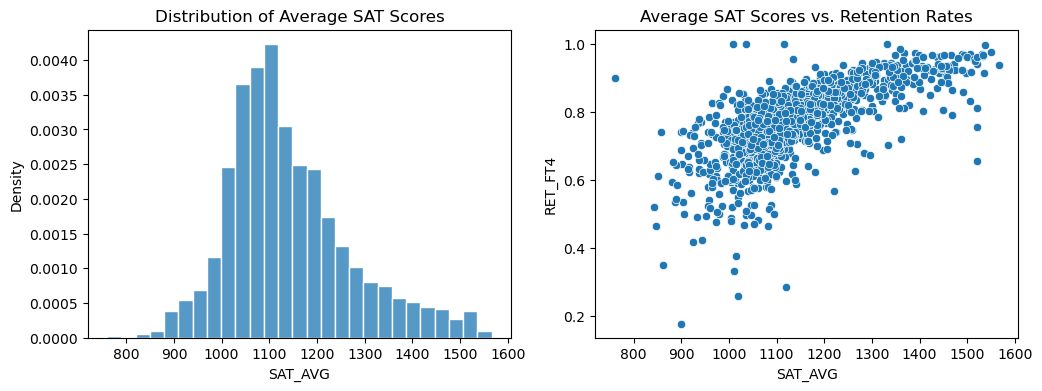 Distribution of Average SAT Scores
Density
0.0040
0.0035
0.0030
0.0025
0.0020
0.0015
0.0010
0.0005
0.0000
800 900 1000 1100 1200 1300 1400 1500 1600
SAT_AVG
Average SAT Scores vs. Retention Rates
RET_FT4
1.0
0.8
0.6
0.4
0.2
800 900 1000 1100 1200 1300 1400 1500 1600
SAT_AVG